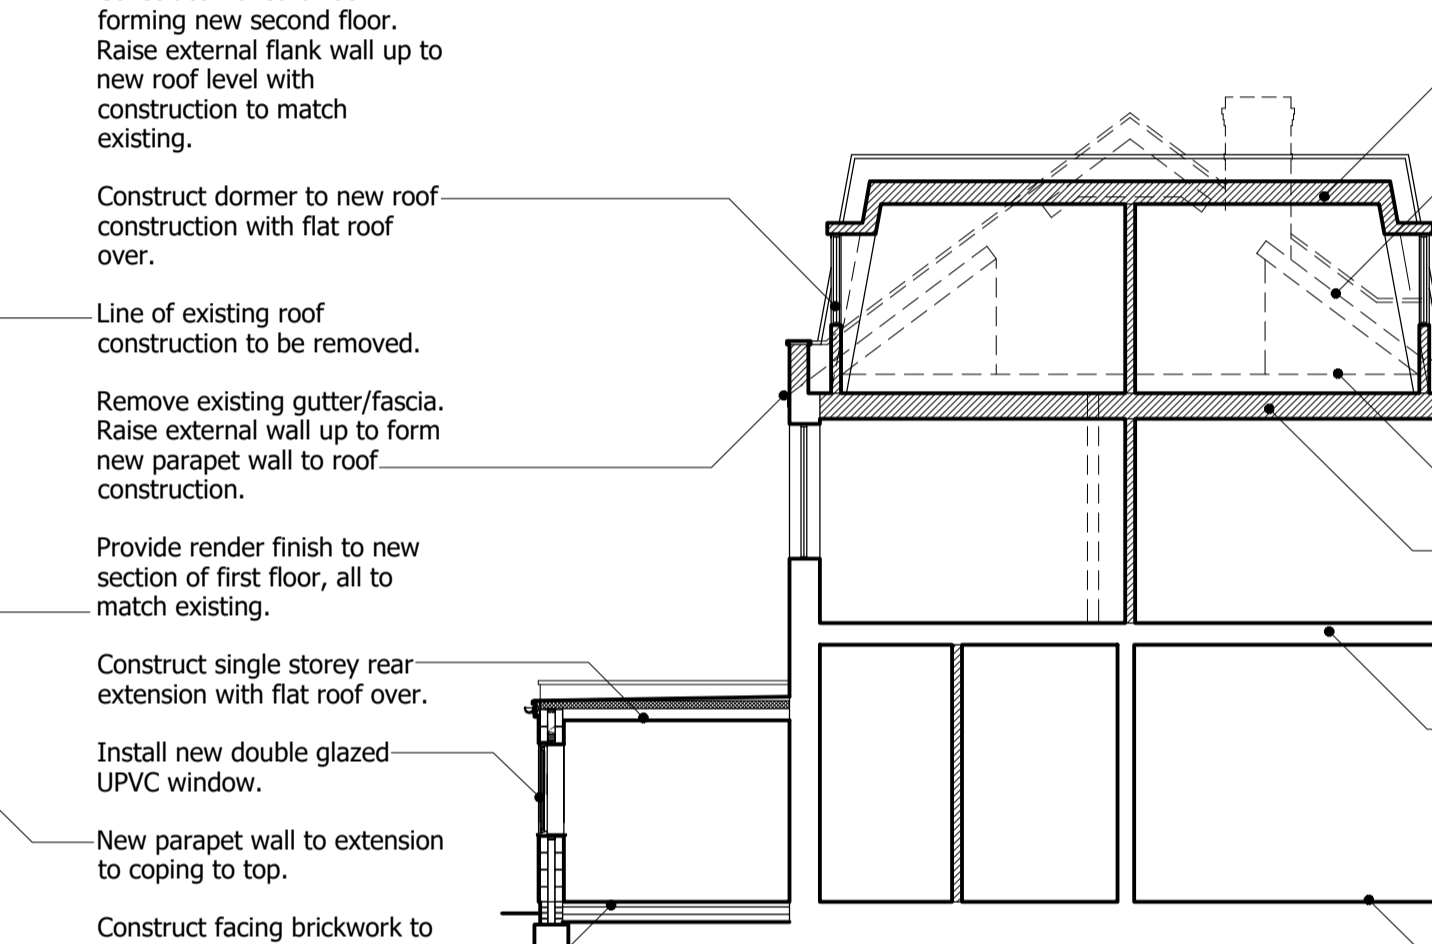 forming new second floor.
Raise external flank wall up to
new roof level with
construction to match
existing.
Construct dormer to new roof
construction with flat roof
over.
Line of existing roof
construction to be removed.
Remove existing gutter/fascia.
Raise external wall up to form
new parapet wall to roof
construction.
Provide render finish to new
section of first floor, all to
match existing.
Construct single storey rear
extension with flat roof over.
Install new double glazed
UPVC window.
New parapet wall to extension
to coping to top.
Construct facing brickwork to